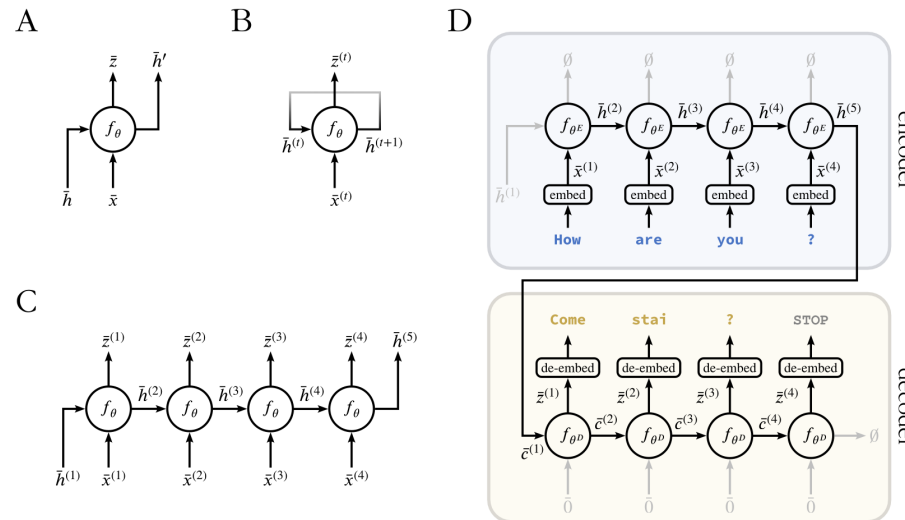 A
z̄
h̄′
f_θ
h̄
x̄
B
z̄^(t)
f_θ
h̄^(t)
h̄^(t+1)
x̄^(t)
C
z̄^(1) z̄^(2) z̄^(3) z̄^(4) h̄^(5)
h̄^(2) h̄^(3) h̄^(4)
f_θ f_θ f_θ f_θ
h̄^(1) x̄^(1) x̄^(2) x̄^(3) x̄^(4)
D
encoder
∅ ∅ ∅ ∅
h̄^(2) h̄^(3) h̄^(4) h̄^(5)
f_θ^E f_θ^E f_θ^E f_θ^E
x̄^(1) x̄^(2) x̄^(3) x̄^(4)
h̄^(1) embed embed embed embed
How are you ?
decoder
Come stai ? STOP
de-embed de-embed de-embed de-embed
z̄^(1) z̄^(2) z̄^(3) z̄^(4)
c̄^(2) c̄^(3) c̄^(4)
f_θ^D f_θ^D f_θ^D f_θ^D ∅
c̄^(1)
0̄ 0̄ 0̄ 0̄